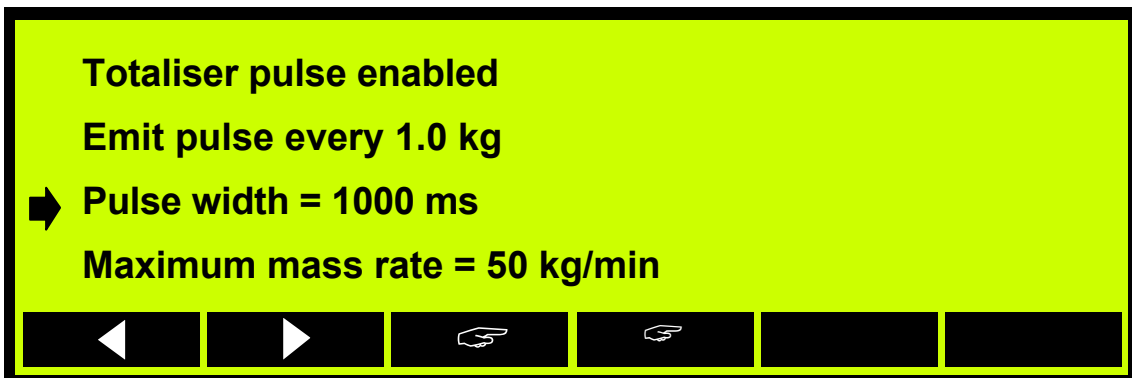 Totaliser pulse enabled
Emit pulse every 1.0 kg
Pulse width = 1000 ms
Maximum mass rate = 50 kg/min